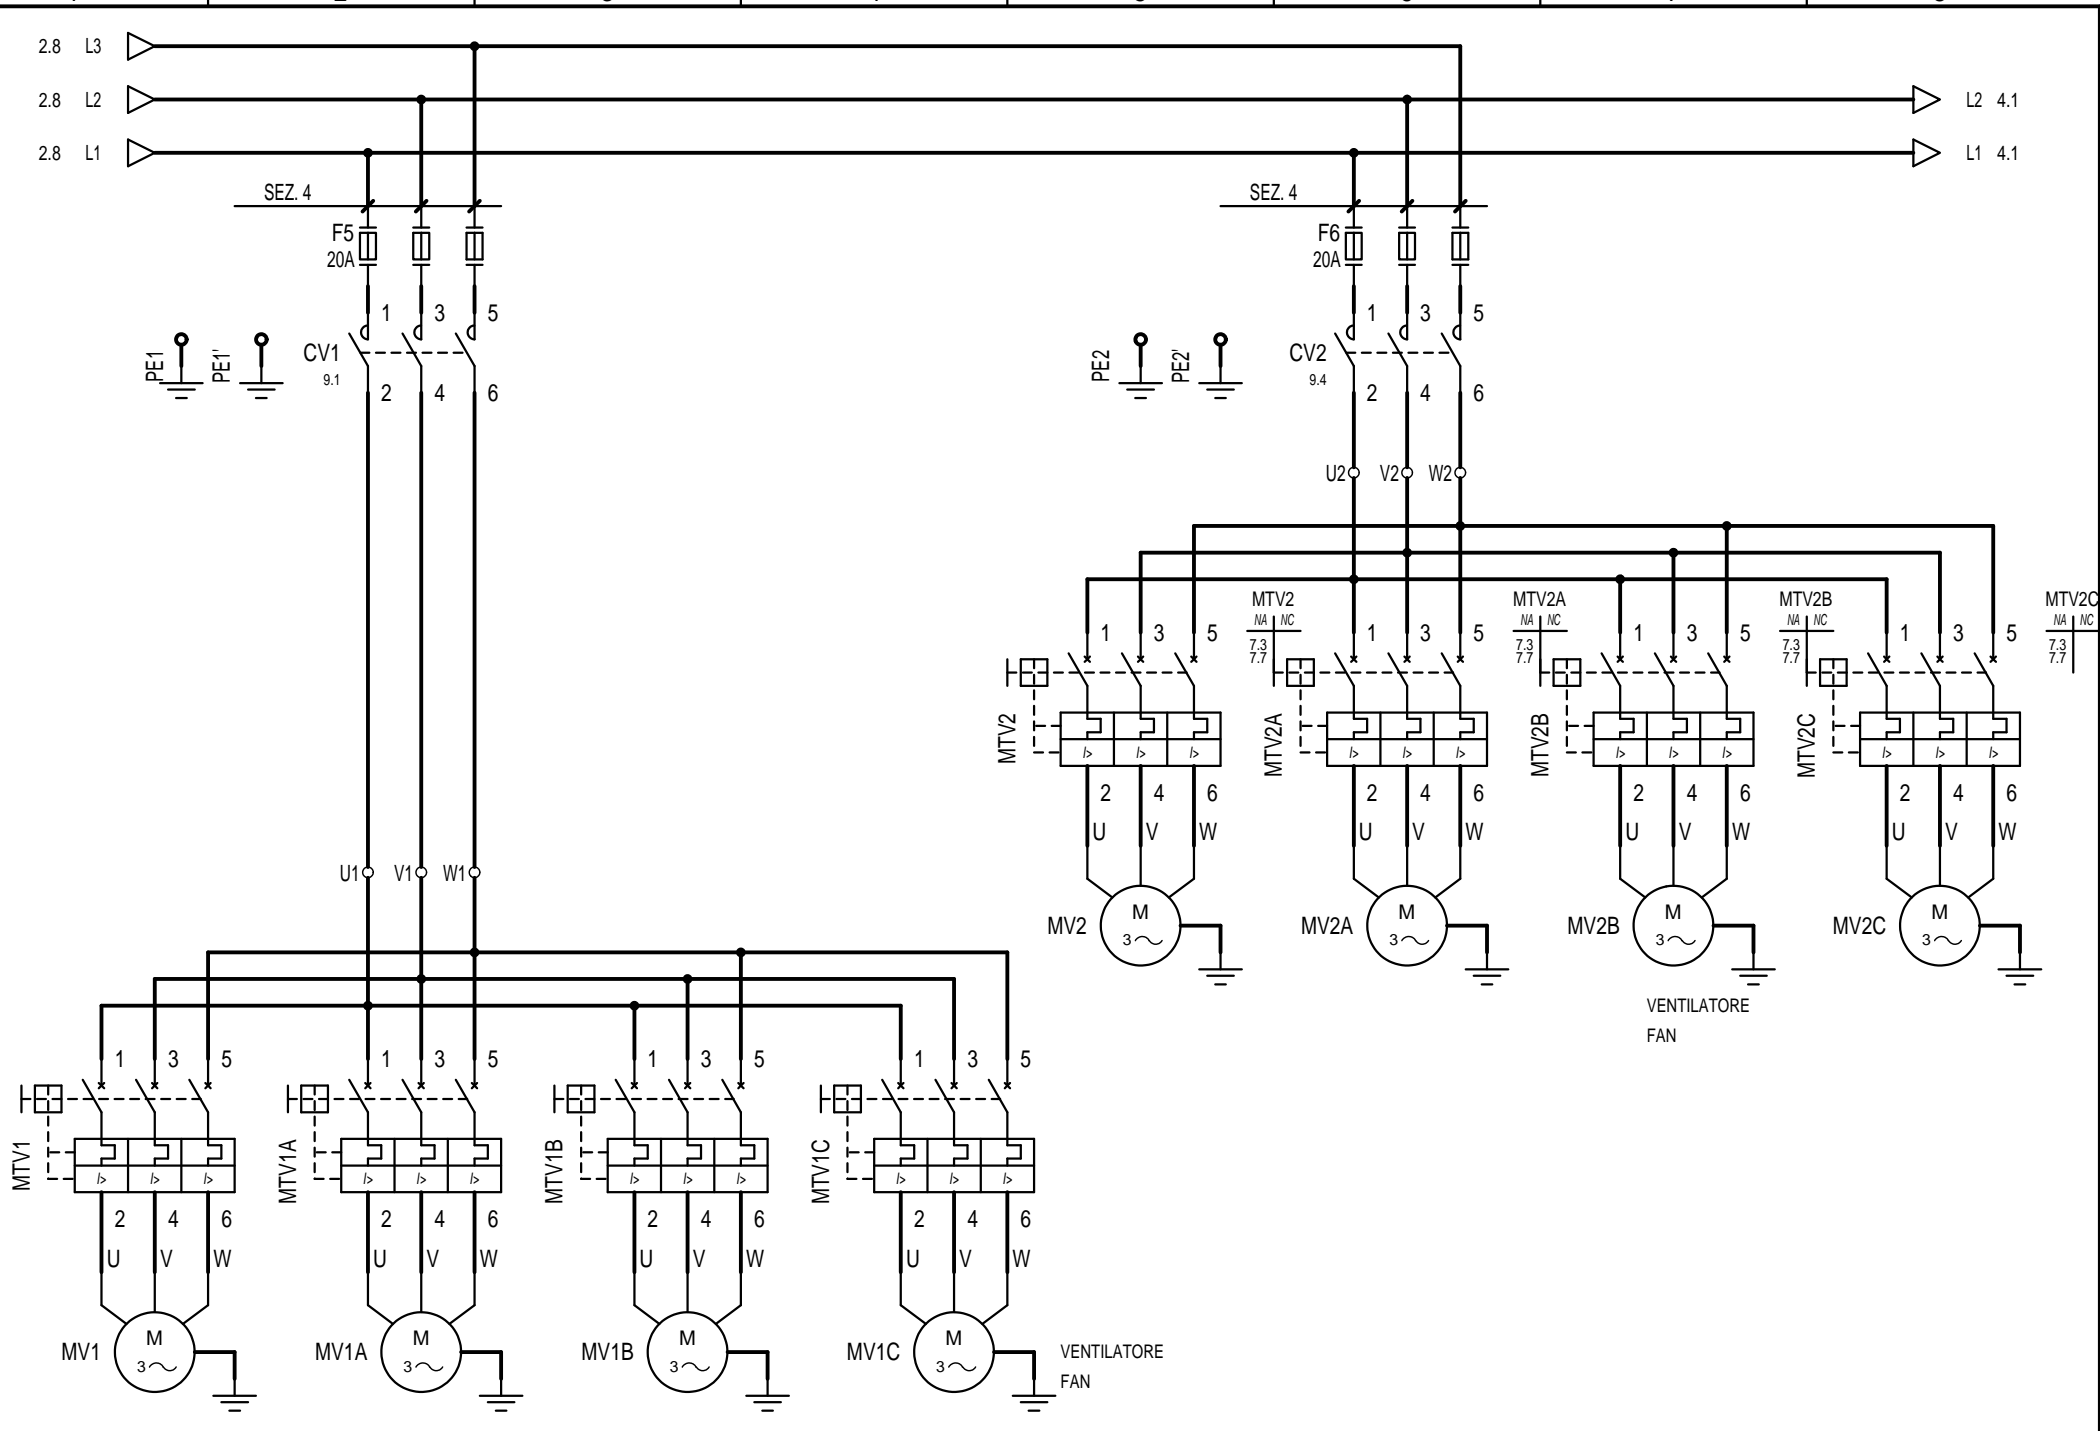 2.8 L3
2.8 L2 L2 4.1
2.8 L1 L1 4.1
SEZ. 4 SEZ. 4
F5 F6
20A 20A
1 3 5 1 3 5
PE1 PE1' CV1 PE2 PE2' CV2
9.1 9.4
2 4 6 2 4 6
U2 V2 W2
MTV2 MTV2A MTV2B MTV2C
NA NC NA NC NA NC NA NC
1 3 5 1 3 5 1 3 5 1 3 5
7.3 7.3 7.3 7.3
7.7 7.7 7.7 7.7
MTV2 MTV2A MTV2B MTV2C
I> I> I> I> I> I> I> I> I> I> I> I>
2 4 6 2 4 6 2 4 6 2 4 6
U V W U V W U V W U V W
U1 V1 W1
M M M M
MV2 MV2A MV2B MV2C
3 3 3 3
VENTILATORE
FAN
1 3 5 1 3 5 1 3 5 1 3 5
MTV1 MTV1A MTV1B MTV1C
I> I> I> I> I> I> I> I> I> I> I> I>
2 4 6 2 4 6 2 4 6 2 4 6
U V W U V W U V W U V W
M M M M
MV1 MV1A MV1B MV1C VENTILATORE
3 3 3 3
FAN